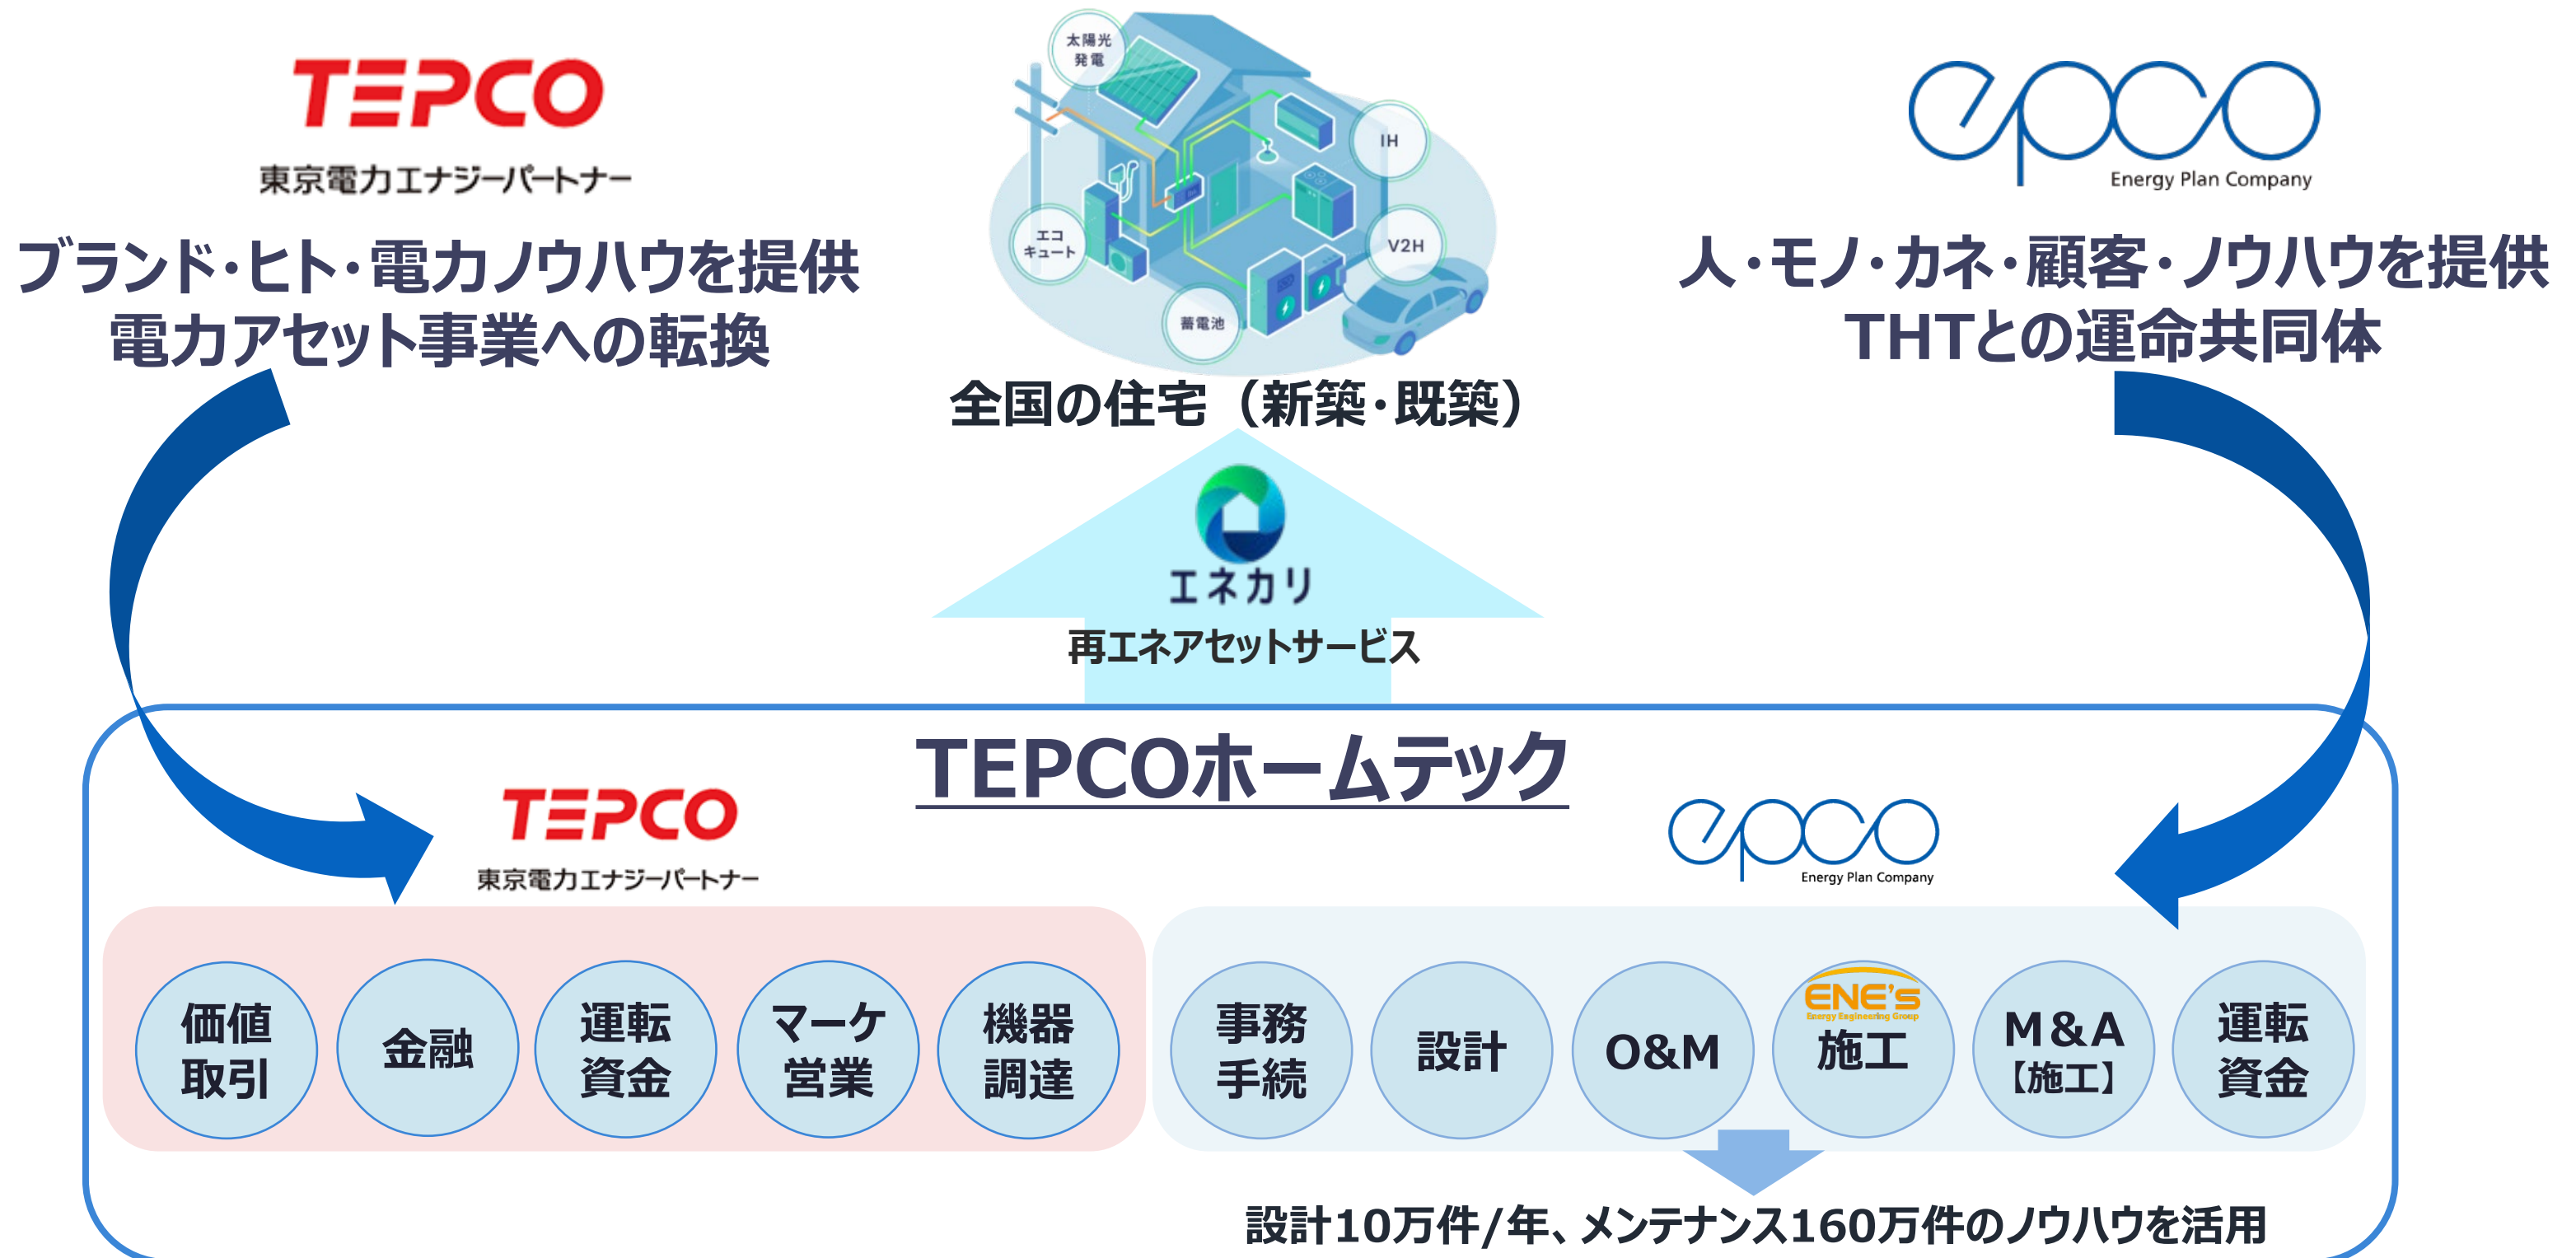 TEPCO
東京電力エナジーパートナー
ブランド・ヒト・電力ノウハウを提供
電力アセット事業への転換
太陽光
発電
IH
エコ
キュート
V2H
蓄電池
全国の住宅（新築・既築）
epco
Energy Plan Company
人・モノ・カネ・顧客・ノウハウを提供
THTとの運命共同体
エネカリ
再エネアセットサービス
TEPCOホームテック
TEPCO
東京電力エナジーパートナー
epco
Energy Plan Company
価値
取引
金融
運転
資金
マーケ
営業
機器
調達
事務
手続
設計
O&M
ENE's
Energy Engineering Group
施工
M&A
【施工】
運転
資金
設計10万件/年、メンテナンス160万件のノウハウを活用